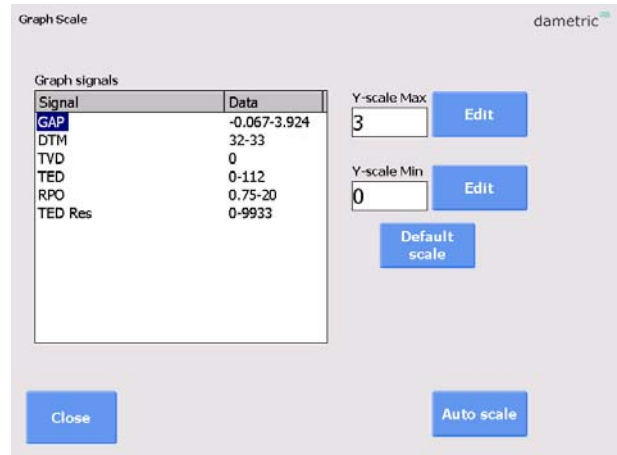 Graph Scale
dametric
Graph signals
Signal Data
GAP -0.067-3.924
DTM 32-33
TVD 0
TED 0-112
RPO 0.75-20
TED Res 0-9933
Y-scale Max
3
Edit
Y-scale Min
0
Edit
Default
scale
Close
Auto scale